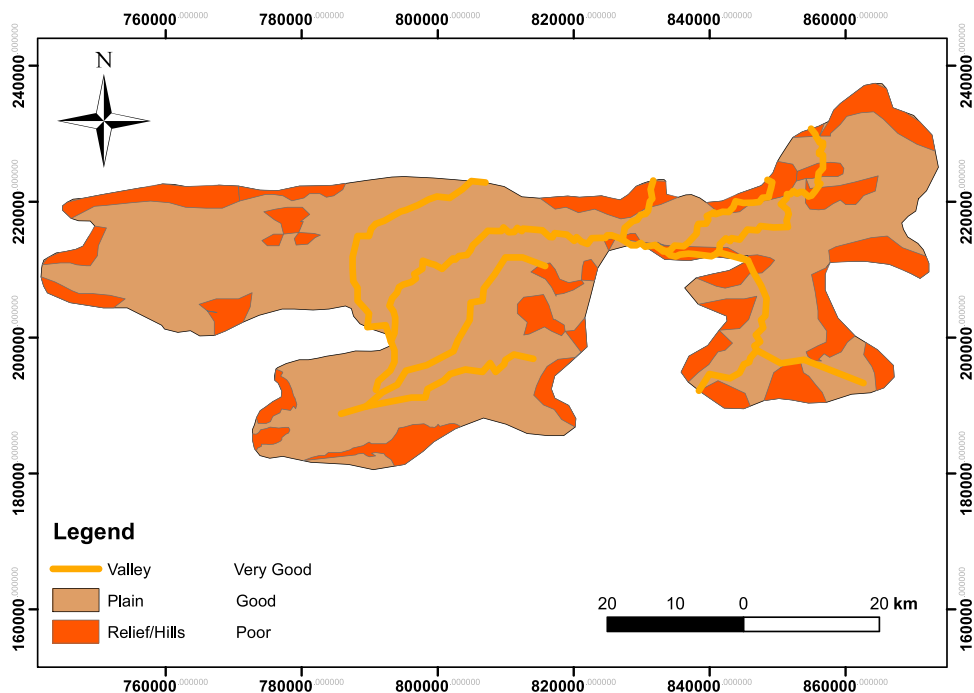 760000.000000 780000.000000 800000.000000 820000.000000 840000.000000 860000.000000
N
240000.000000 240000.000000
220000.000000 220000.000000
200000.000000 200000.000000
180000.000000 180000.000000
160000.000000 160000.000000
Legend
Valley Very Good
Plain Good
Relief/Hills Poor
20 10 0 20 km
760000.000000 780000.000000 800000.000000 820000.000000 840000.000000 860000.000000